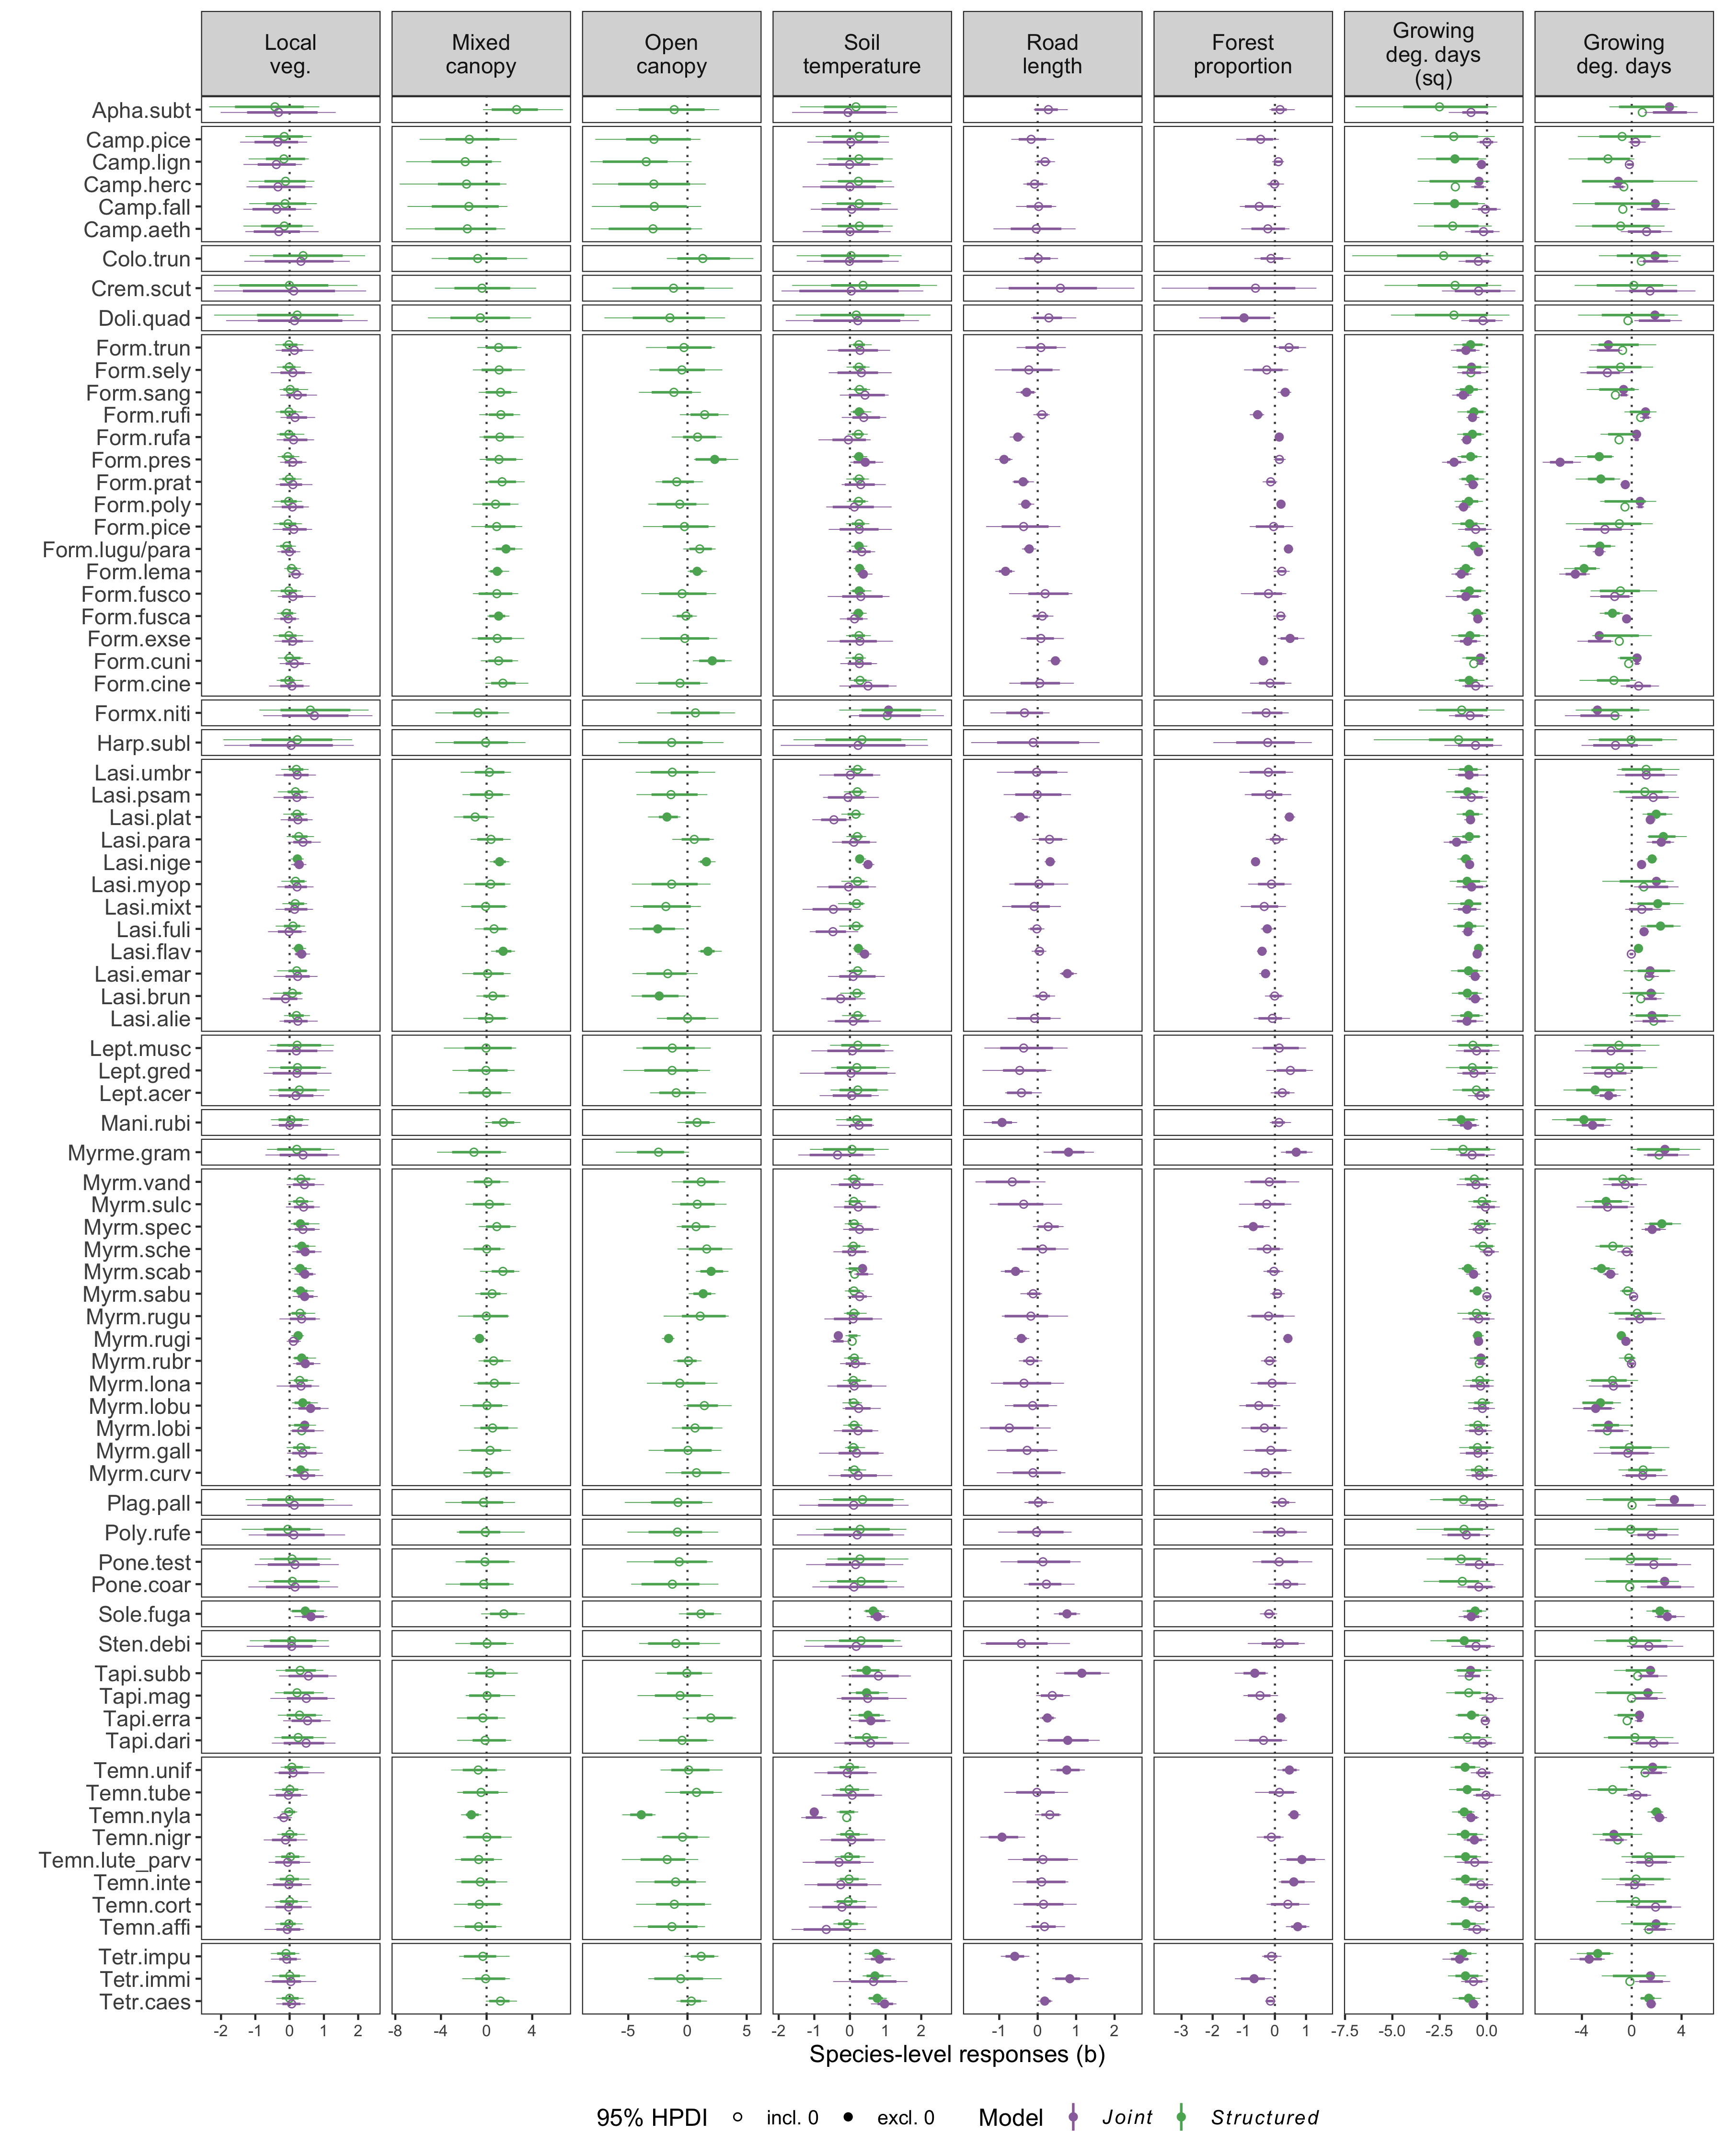 Local
veg.
Mixed
canopy
Open
canopy
Soil
temperature
Road
length
Forest
proportion
Growing
deg. days
(sq)
Growing
deg. days
Apha.subt
Camp.pice
Camp.lign
Camp.herc
Camp.fall
Camp.aeth
Colo.trun
Crem.scut
Doli.quad
Form.trun
Form.sely
Form.sang
Form.rufi
Form.rufa
Form.pres
Form.prat
Form.poly
Form.pice
Form.lugu/para
Form.lema
Form.fusco
Form.fusca
Form.exse
Form.cuni
Form.cine
Formx.niti
Harp.subl
Lasi.umbr
Lasi.psam
Lasi.plat
Lasi.para
Lasi.nige
Lasi.myop
Lasi.mixt
Lasi.fuli
Lasi.flav
Lasi.emar
Lasi.brun
Lasi.alie
Lept.musc
Lept.gred
Lept.acer
Mani.rubi
Myrme.gram
Myrm.vand
Myrm.sulc
Myrm.spec
Myrm.sche
Myrm.scab
Myrm.sabu
Myrm.rugu
Myrm.rugi
Myrm.rubr
Myrm.lona
Myrm.lobu
Myrm.lobi
Myrm.gall
Myrm.curv
Plag.pall
Poly.rufe
Pone.test
Pone.coar
Sole.fuga
Sten.debi
Tapi.subb
Tapi.mag
Tapi.erra
Tapi.dari
Temn.unif
Temn.tube
Temn.nyla
Temn.nigr
Temn.lute_parv
Temn.inte
Temn.cort
Temn.affi
Tetr.impu
Tetr.immi
Tetr.caes
-2 -1 0 1 2 -8 -4 0 4 -5 0 5 -2 -1 0 1 2 -1 0 1 2 -3 -2 -1 0 1 -7.5 -5.0 -2.5 0.0 -4 0 4
Species-level responses (b)
95% HPDI incl. 0 excl. 0 Model Joint Structured